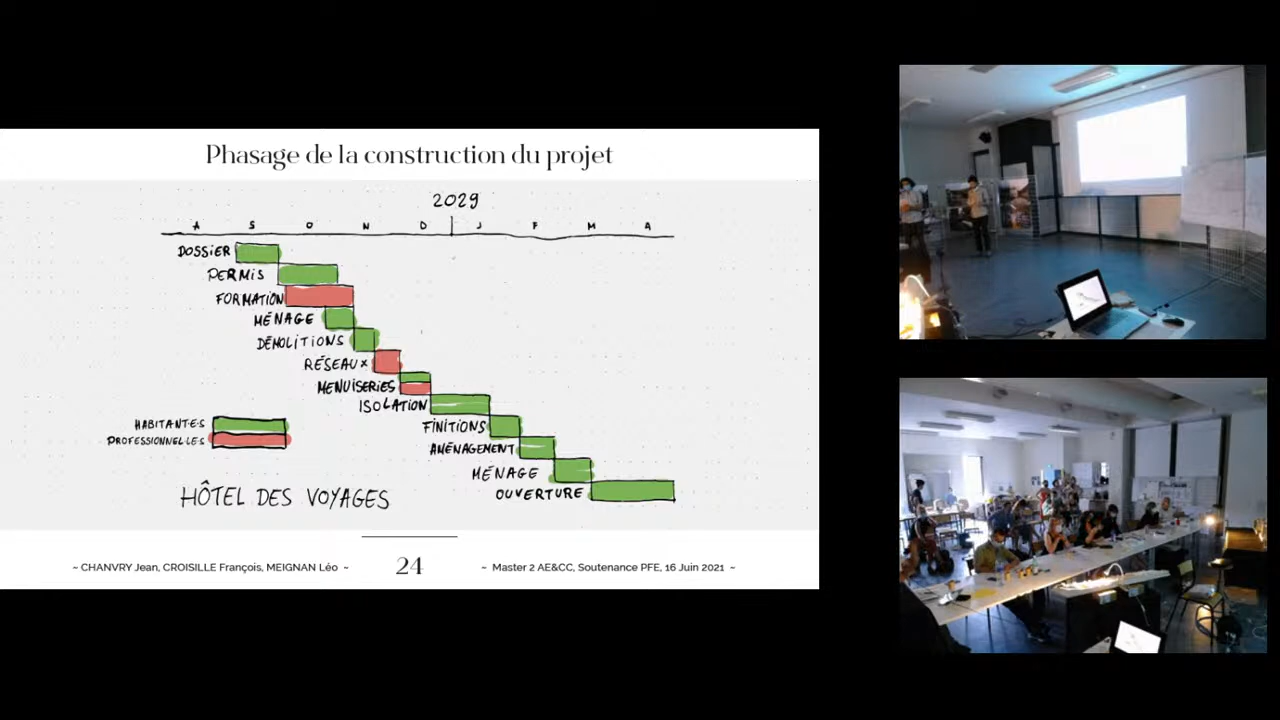 Phasage de la construction du projet
2029
A S O N D J F M A
DOSSIER
PERMIS
FORMATION
MÉNAGE
DÉMOLITIONS
RÉSEAUX
MENUISERIES
ISOLATION
FINITIONS
AMÉNAGEMENT
MÉNAGE
OUVERTURE
HABITANT·E·S
PROFESSIONNEL·LE·S
HÔTEL DES VOYAGES
~ CHANVRY Jean, CROISILLE François, MEIGNAN Léo ~
24
~ Master 2 AE&CC, Soutenance PFE, 16 Juin 2021 ~